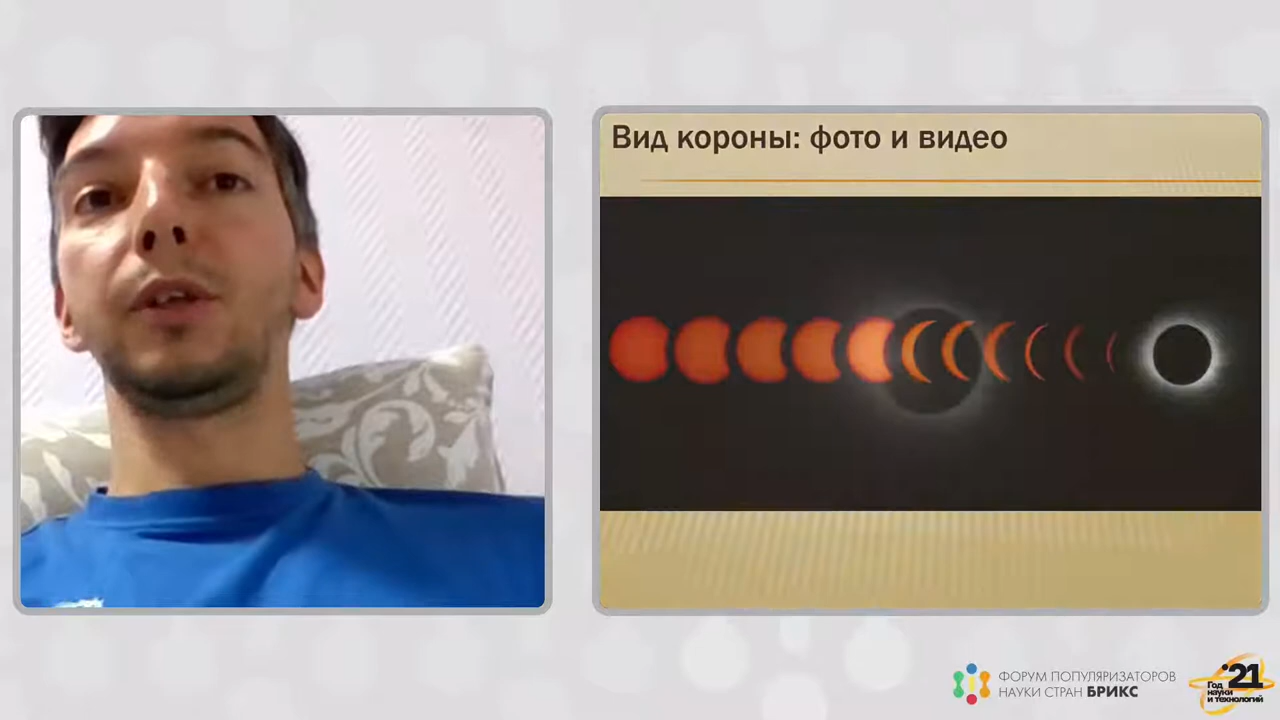 Вид короны: фото и видео
ФОРУМ ПОПУЛЯРИЗАТОРОВ
НАУКИ СТРАН БРИКС
'21
Год
науки
и технологий